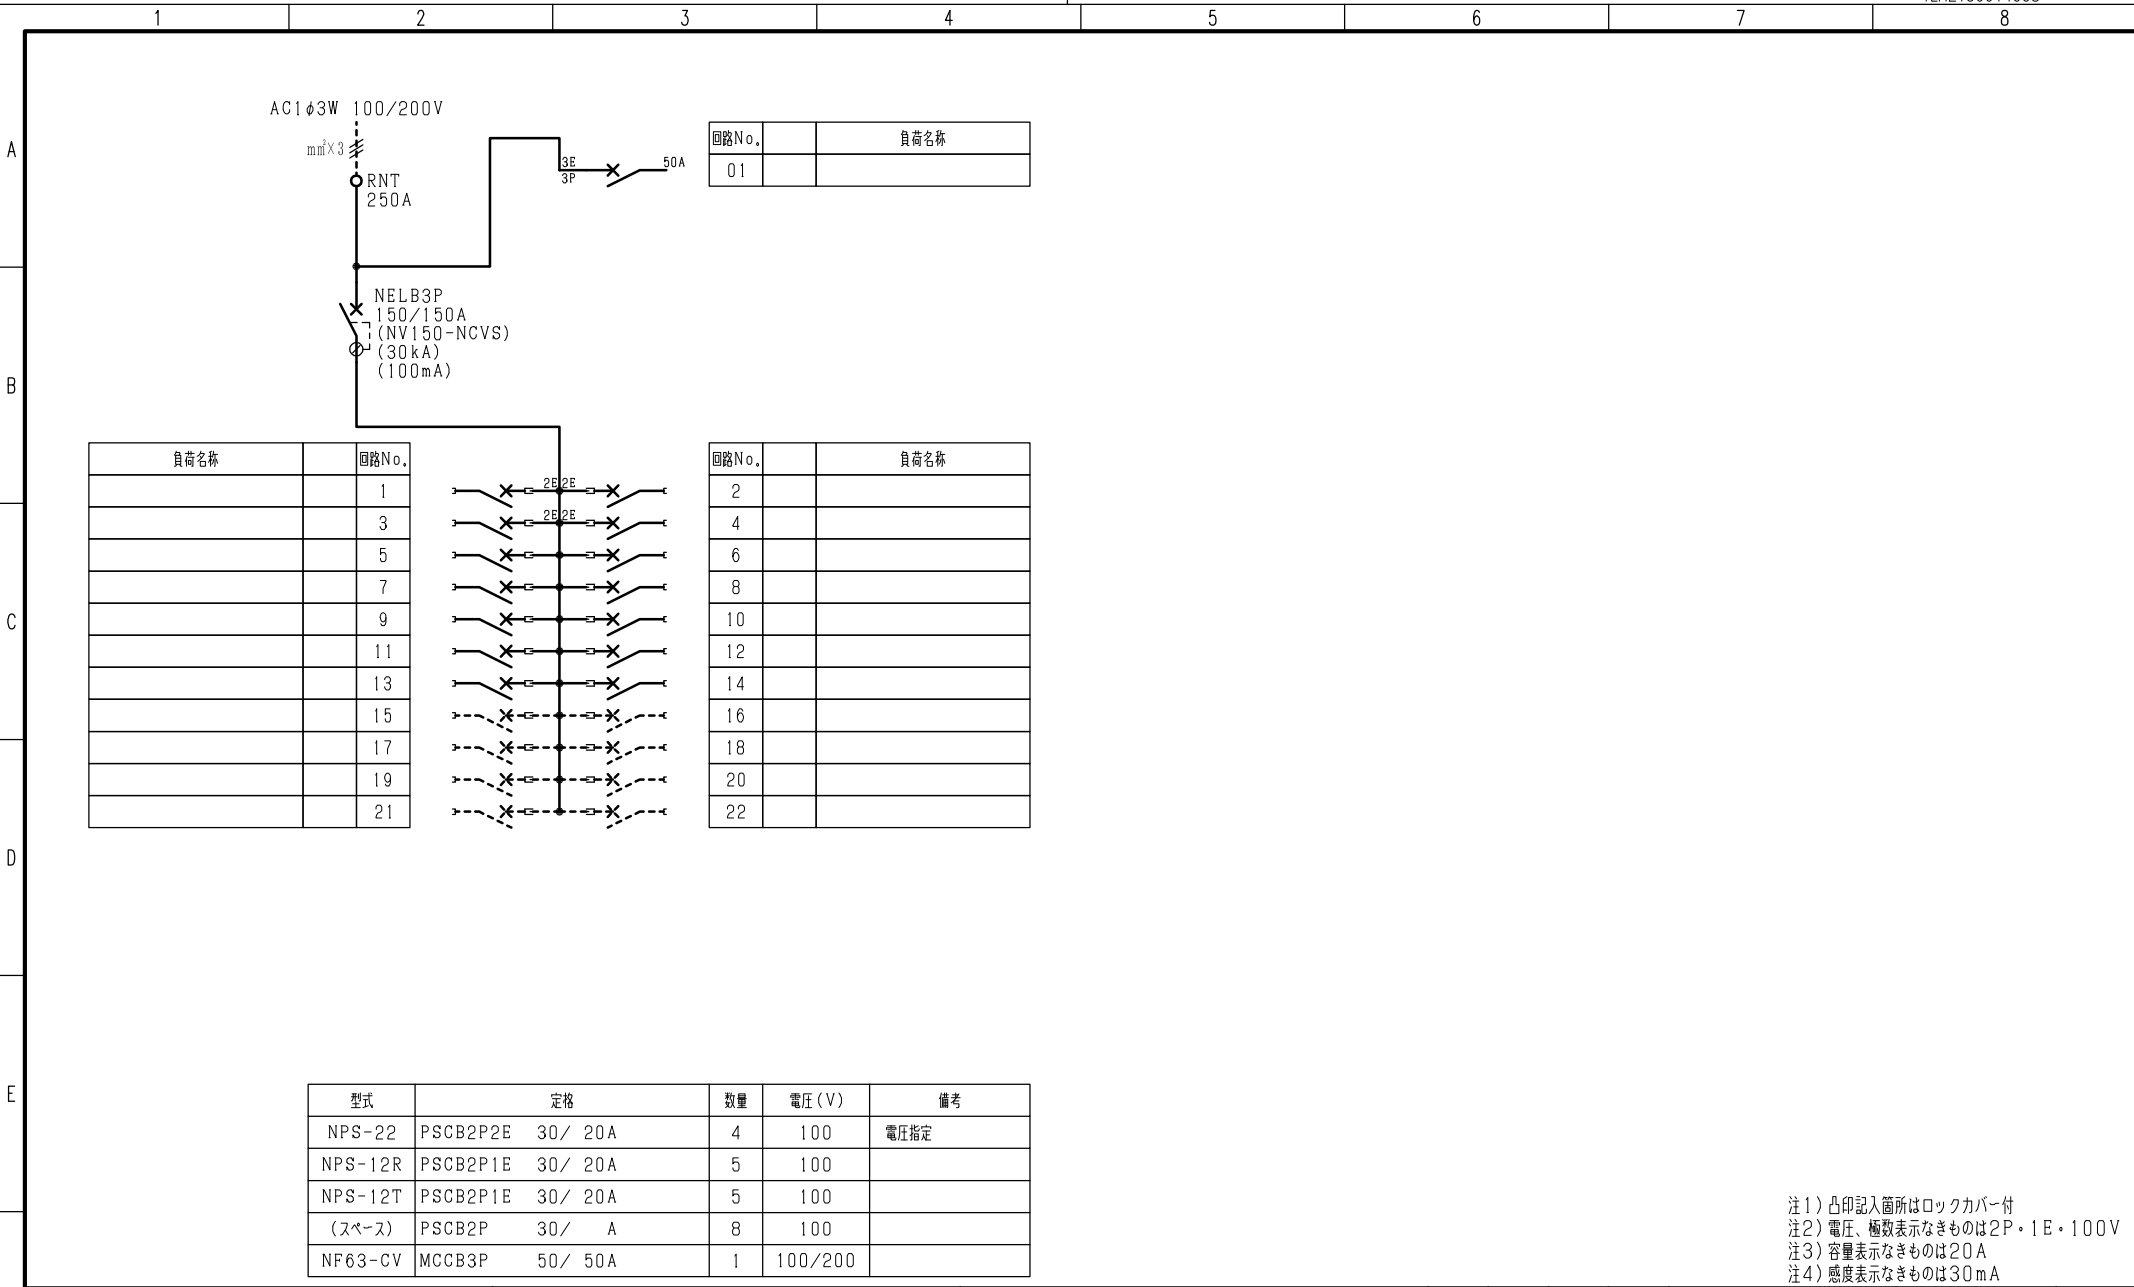 1 2 3 4 5 6 7 8
A
B
C
D
E
AC1φ3W 100/200V
mm²×3
RNT
250A
3E
3P
50A
回路No. 負荷名称
01
NELB3P
150/150A
(NV150-NCVS)
(30kA)
(100mA)
負荷名称 回路No.
回路No. 負荷名称
1 2E 2E 2
3 2E 2E 4
5 6
7 8
9 10
11 12
13 14
15 16
17 18
19 20
21 22
型式 定格 数量 電圧(V) 備考
NPS-22 PSCB2P2E 30/ 20A 4 100 電圧指定
NPS-12R PSCB2P1E 30/ 20A 5 100
NPS-12T PSCB2P1E 30/ 20A 5 100
(スペース) PSCB2P 30/ A 8 100
NF63-CV MCCB3P 50/ 50A 1 100/200
注1)凸印記入箇所はロックカバー付
注2)電圧、極数表示なきものは2P・1E・100V
注3)容量表示なきものは20A
注4)感度表示なきものは30mA